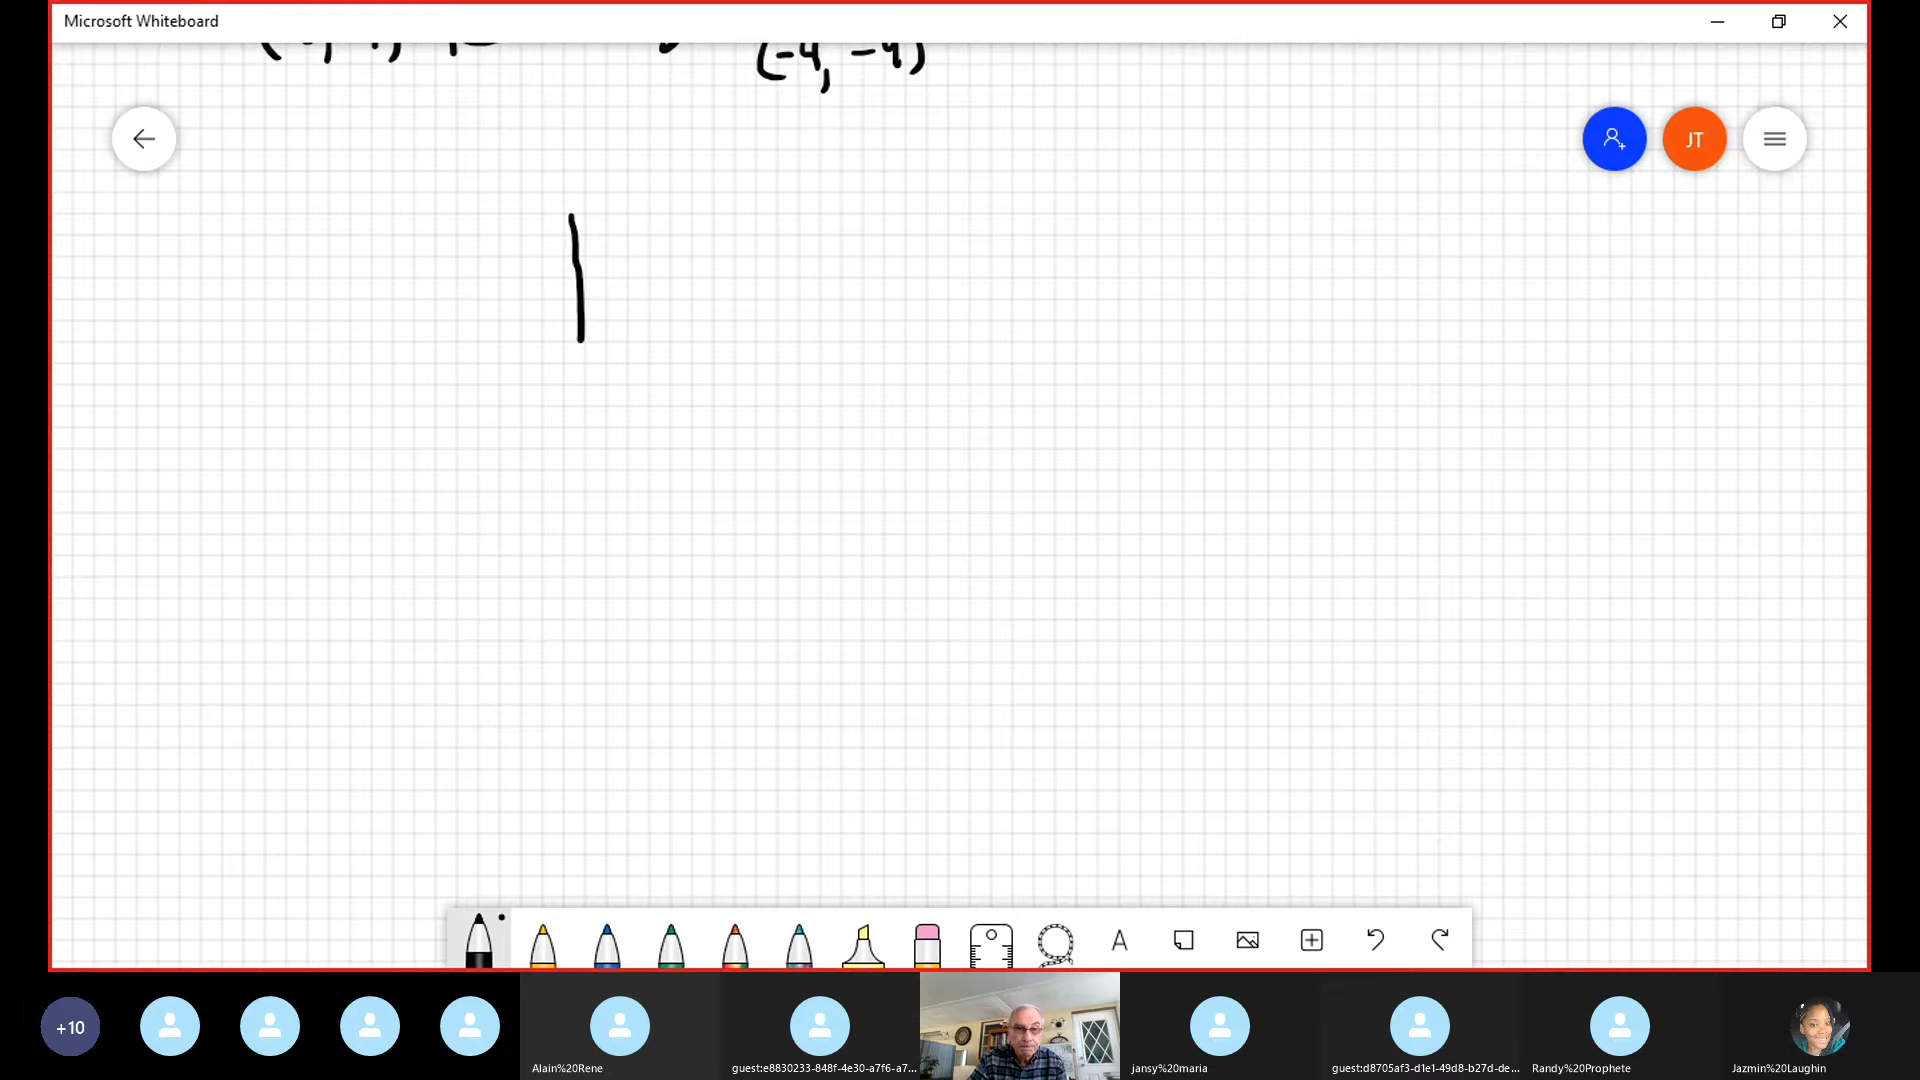 Microsoft Whiteboard
(-4, -4)
JT
A
+10
Alain%20Rene
guest:e8830233-848f-4e30-a7f6-a7...
jansy%20maria
guest:d8705af3-d1e1-49d8-b27d-de...
Randy%20Prophete
Jazmin%20Laughin